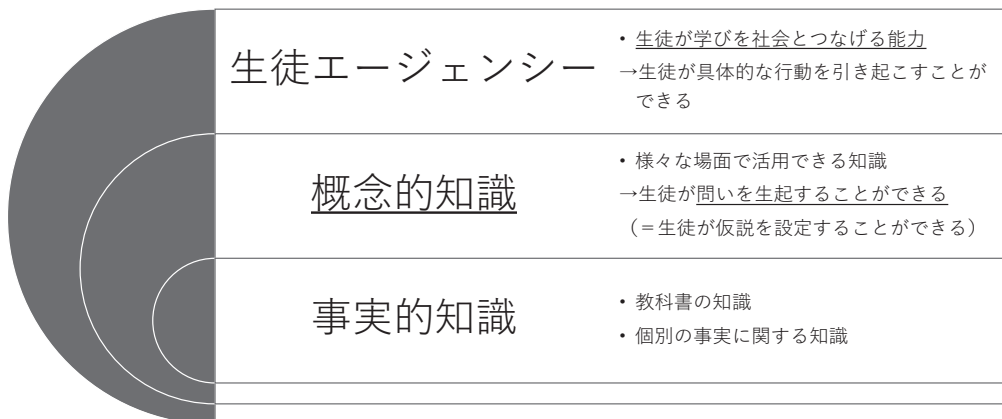 生徒エージェンシー
• 生徒が学びを社会とつなげる能力
→生徒が具体的な行動を引き起こすことが
できる
概念的知識
• 様々な場面で活用できる知識
→生徒が問いを生起することができる
（＝生徒が仮説を設定することができる）
事実的知識
• 教科書の知識
• 個別の事実に関する知識